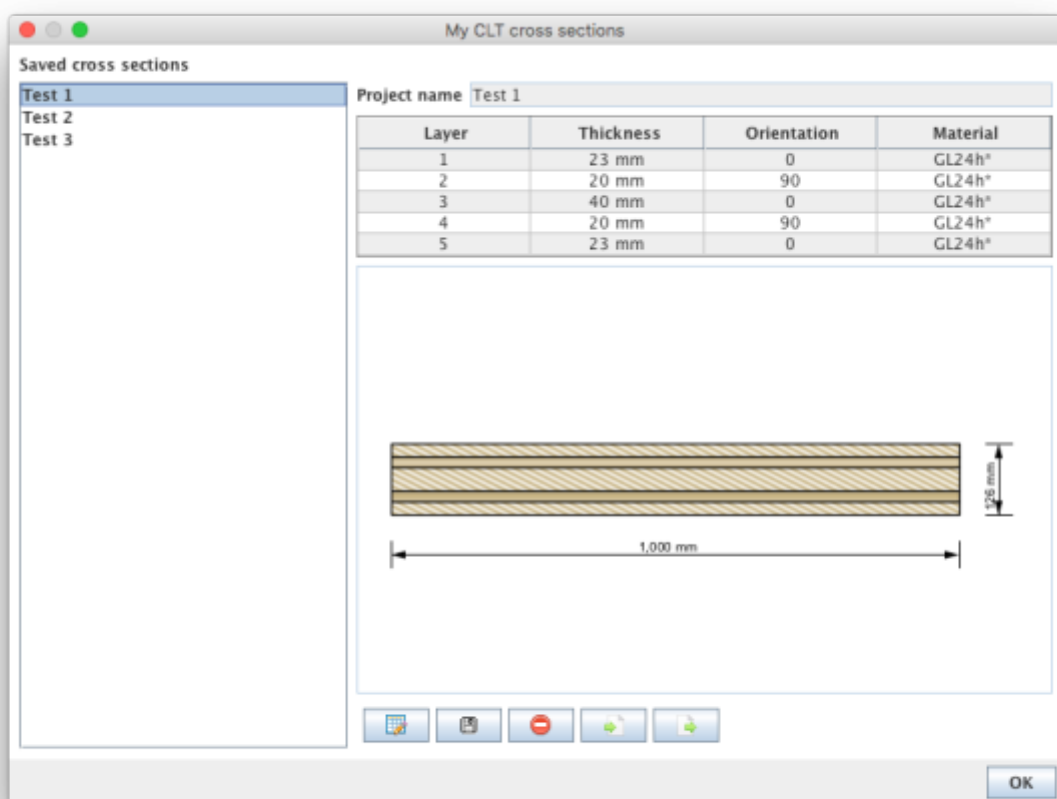 My CLT cross sections
Saved cross sections
Test 1
Test 2
Test 3
Project name Test 1
Layer Thickness Orientation Material
1 23 mm 0 GL24h*
2 20 mm 90 GL24h*
3 40 mm 0 GL24h*
4 20 mm 90 GL24h*
5 23 mm 0 GL24h*
126 mm
1,000 mm
OK